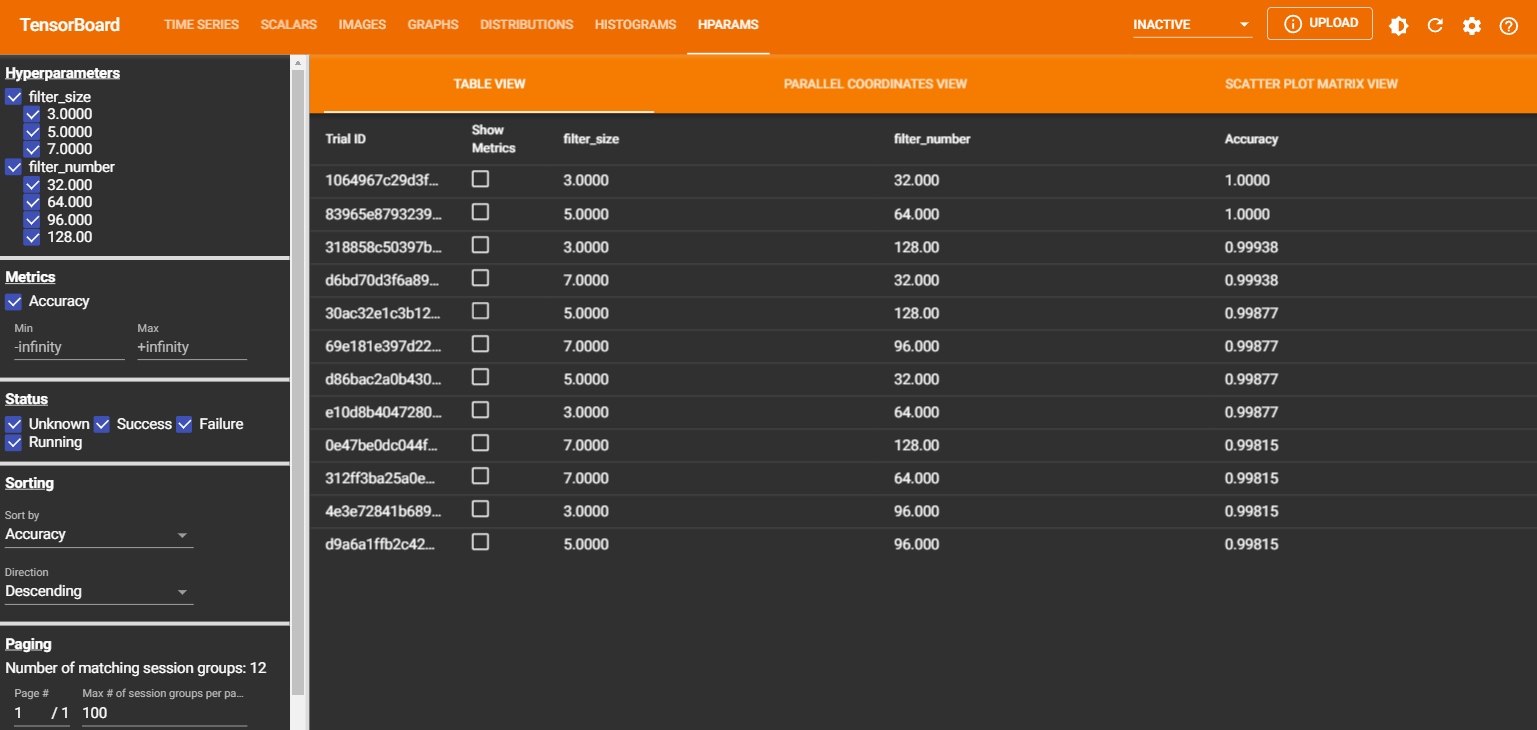 TensorBoard TIME SERIES SCALARS IMAGES GRAPHS DISTRIBUTIONS HISTOGRAMS HPARAMS INACTIVE UPLOAD
Hyperparameters
filter_size
3.0000
5.0000
7.0000
filter_number
32.000
64.000
96.000
128.00
Metrics
Accuracy
Min Max
-infinity +infinity
Status
Unknown Success Failure
Running
Sorting
Sort by
Accuracy
Direction
Descending
Paging
Number of matching session groups: 12
Page # Max # of session groups per pa...
1 / 1 100
TABLE VIEW PARALLEL COORDINATES VIEW SCATTER PLOT MATRIX VIEW
Trial ID Show Metrics filter_size filter_number Accuracy
1064967c29d3f... 3.0000 32.000 1.0000
83965e8793239... 5.0000 64.000 1.0000
318858c50397b... 3.0000 128.00 0.99938
d6bd70d3f6a89... 7.0000 32.000 0.99938
30ac32e1c3b12... 5.0000 128.00 0.99877
69e181e397d22... 7.0000 96.000 0.99877
d86bac2a0b430... 5.0000 32.000 0.99877
e10d8b4047280... 3.0000 64.000 0.99877
0e47be0dc044f... 7.0000 128.00 0.99815
312ff3ba25a0e... 7.0000 64.000 0.99815
4e3e72841b689... 3.0000 96.000 0.99815
d9a6a1ffb2c42... 5.0000 96.000 0.99815